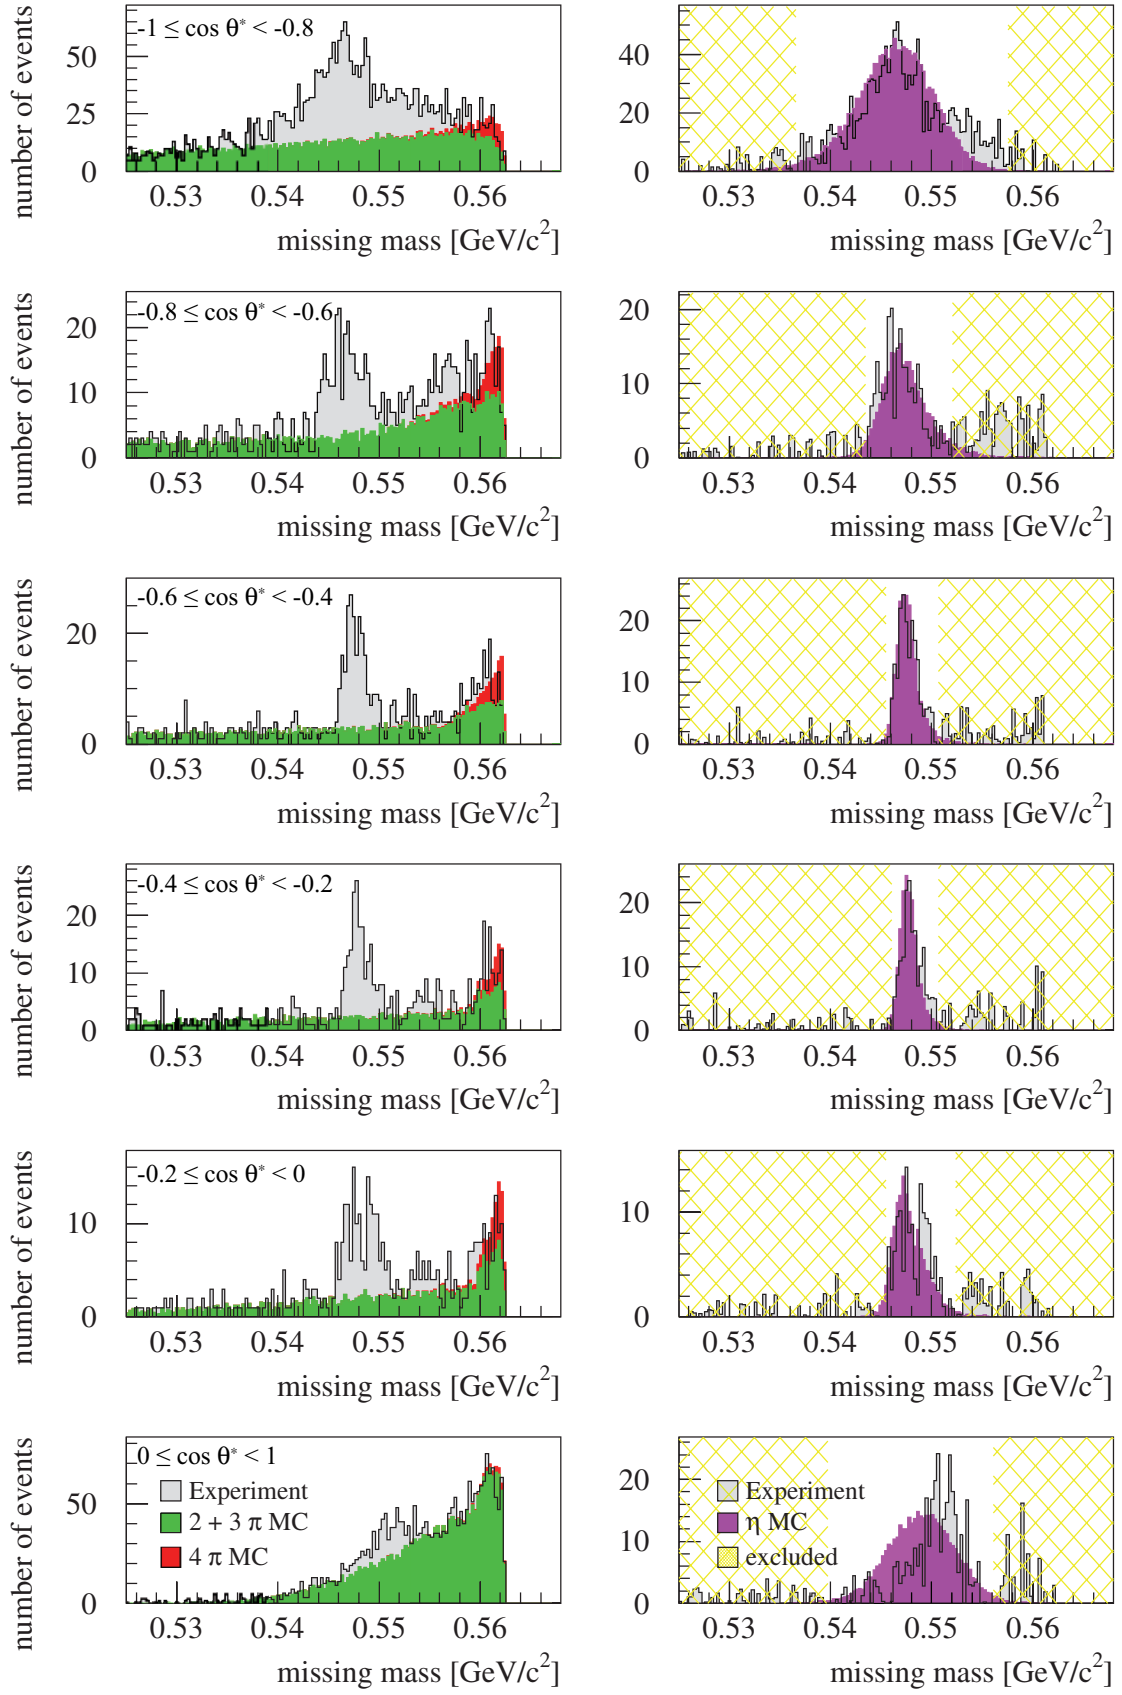 number of events
-1 ≤ cos θ* < -0.8
50
25
0
0.53 0.54 0.55 0.56
missing mass [GeV/c²]
40
20
0
0.53 0.54 0.55 0.56
missing mass [GeV/c²]
number of events
-0.8 ≤ cos θ* < -0.6
20
10
0
0.53 0.54 0.55 0.56
missing mass [GeV/c²]
20
10
0
0.53 0.54 0.55 0.56
missing mass [GeV/c²]
number of events
-0.6 ≤ cos θ* < -0.4
20
0
0.53 0.54 0.55 0.56
missing mass [GeV/c²]
20
10
0
0.53 0.54 0.55 0.56
missing mass [GeV/c²]
number of events
-0.4 ≤ cos θ* < -0.2
20
10
0
0.53 0.54 0.55 0.56
missing mass [GeV/c²]
20
10
0
0.53 0.54 0.55 0.56
missing mass [GeV/c²]
number of events
-0.2 ≤ cos θ* < 0
10
0
0.53 0.54 0.55 0.56
missing mass [GeV/c²]
10
0
0.53 0.54 0.55 0.56
missing mass [GeV/c²]
number of events
0 ≤ cos θ* < 1
Experiment
2 + 3 π MC
4 π MC
50
0
0.53 0.54 0.55 0.56
missing mass [GeV/c²]
Experiment
η MC
excluded
20
10
0
0.53 0.54 0.55 0.56
missing mass [GeV/c²]